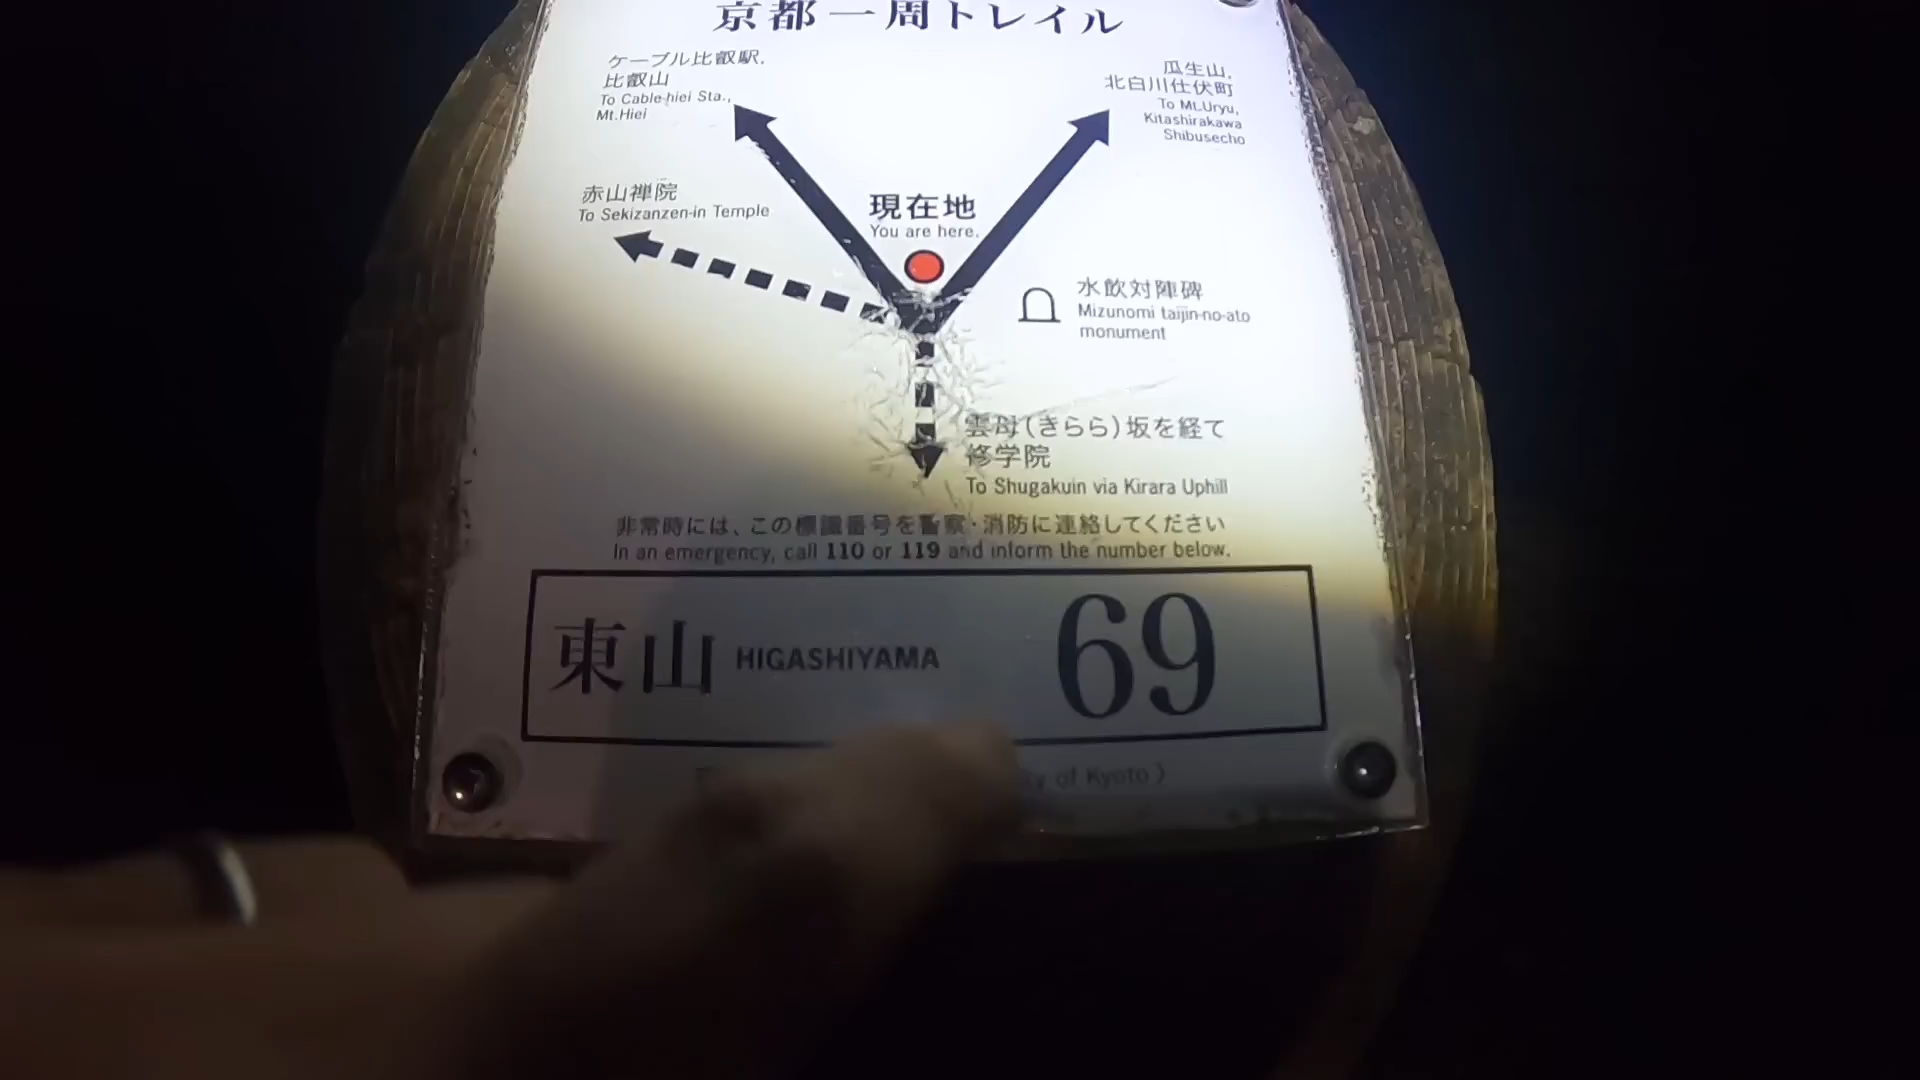 京都一周トレイル
ケーブル比叡駅.
比叡山
To Cable-hiei Sta.,
Mt.Hiei
瓜生山.
北白川仕伏町
To Mt.Uryu,
Kitashirakawa
Shibusecho
赤山禅院
To Sekizanzen-in Temple
現在地
You are here.
水飲対陣碑
Mizunomi taijin-no-ato
monument
雲母(きらら)坂を経て
修学院
To Shugakuin via Kirara Uphill
非常時には、この標識番号を警察・消防に連絡してください
In an emergency, call 110 or 119 and inform the number below.
東山 HIGASHIYAMA 69
of Kyoto)